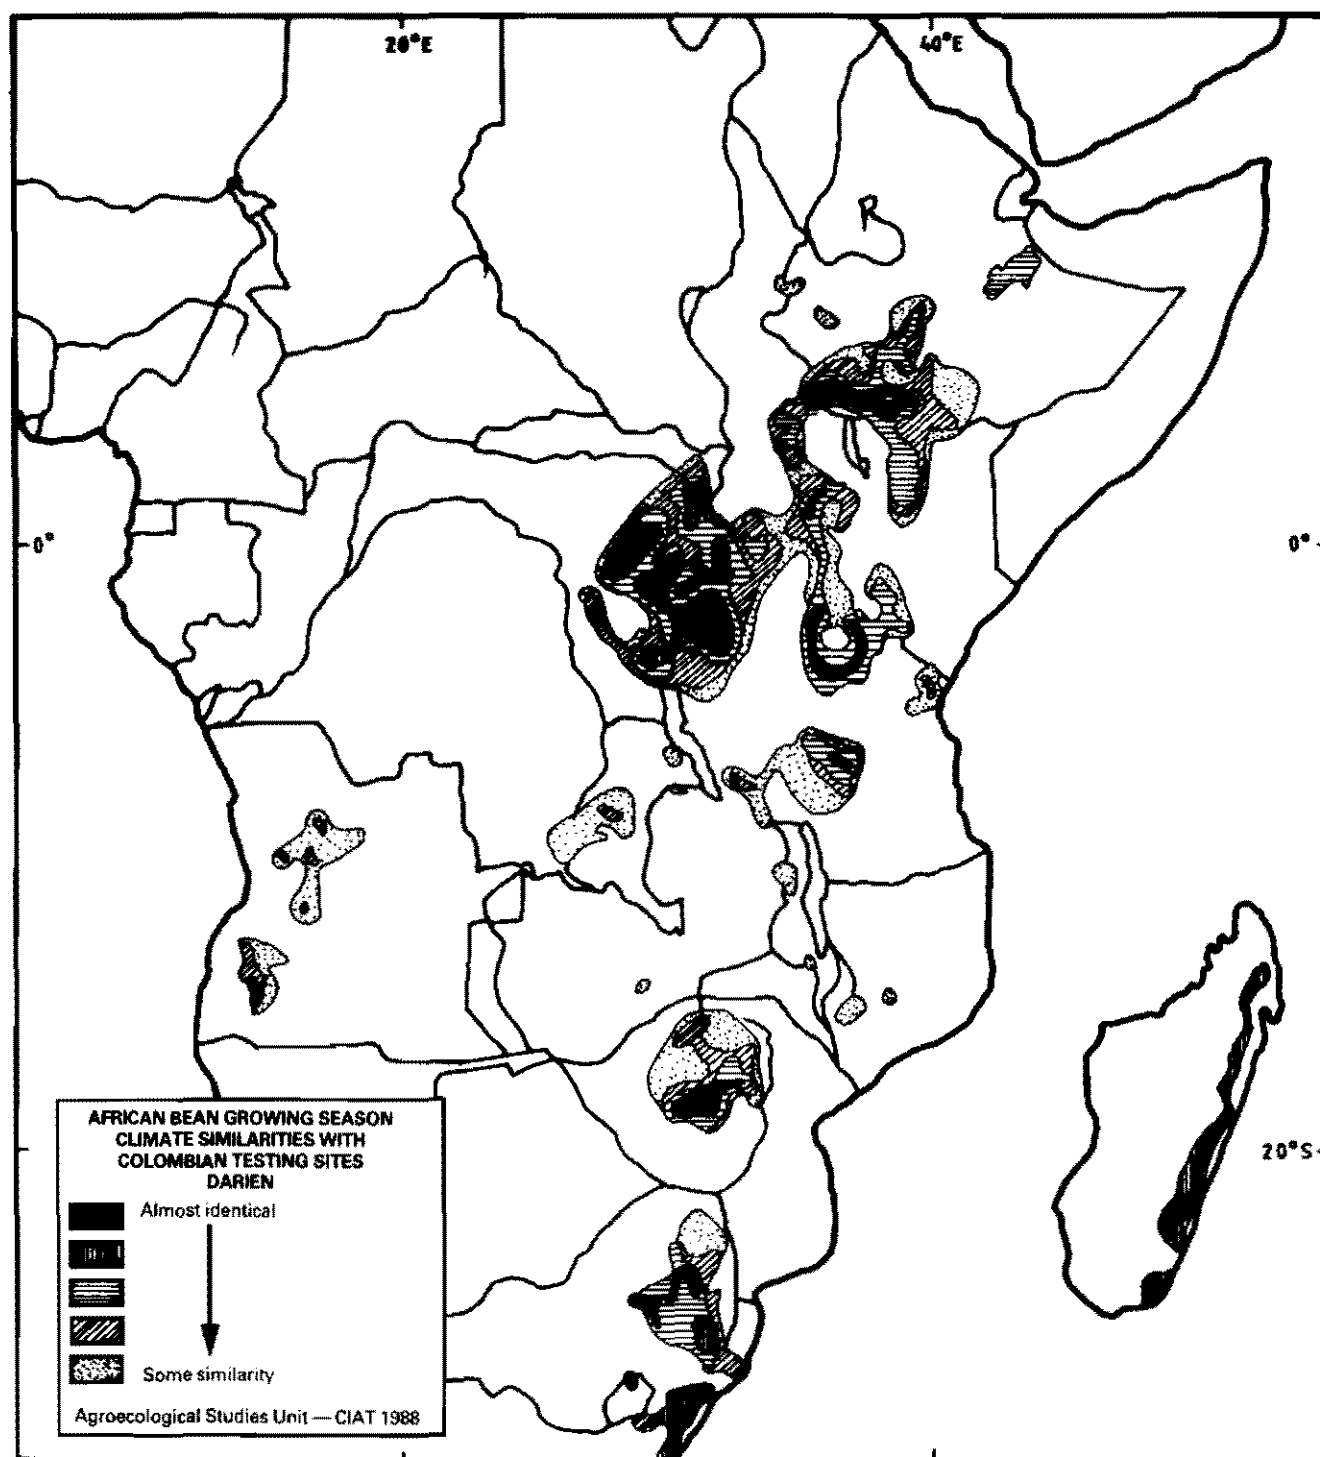 20°E
40°E
R
0°
0°
20°S
AFRICAN BEAN GROWING SEASON
CLIMATE SIMILARITIES WITH
COLOMBIAN TESTING SITES
DARIEN
Almost identical
Some similarity
Agroecological Studies Unit — CIAT 1988